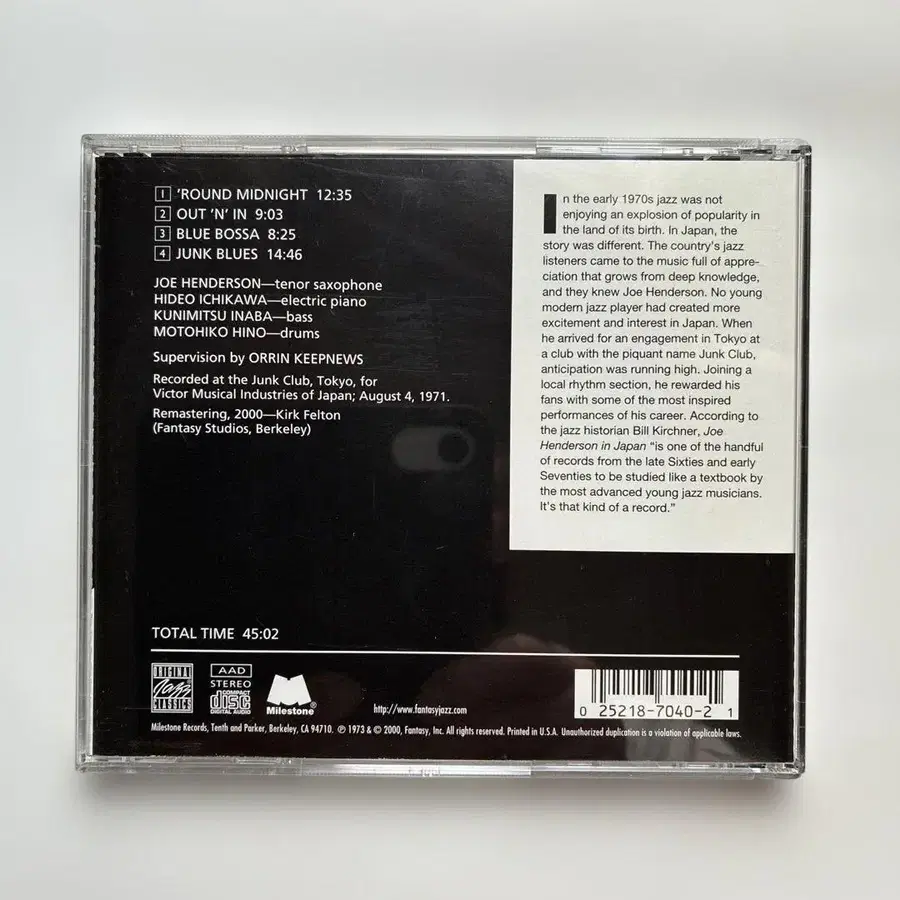 1 'ROUND MIDNIGHT 12:35
2 OUT 'N' IN 9:03
3 BLUE BOSSA 8:25
4 JUNK BLUES 14:46
JOE HENDERSON—tenor saxophone
HIDEO ICHIKAWA—electric piano
KUNIMITSU INABA—bass
MOTOHIKO HINO—drums
Supervision by ORRIN KEEPNEWS
Recorded at the Junk Club, Tokyo, for
Victor Musical Industries of Japan; August 4, 1971.
Remastering, 2000—Kirk Felton
(Fantasy Studios, Berkeley)
In the early 1970s jazz was not
enjoying an explosion of popularity in
the land of its birth. In Japan, the
story was different. The country's jazz
listeners came to the music full of appre-
ciation that grows from deep knowledge,
and they knew Joe Henderson. No young
modern jazz player had created more
excitement and interest in Japan. When
he arrived for an engagement in Tokyo at
a club with the piquant name Junk Club,
anticipation was running high. Joining a
local rhythm section, he rewarded his
fans with some of the most inspired
performances of his career. According to
the jazz historian Bill Kirchner, Joe
Henderson in Japan "is one of the handful
of records from the late Sixties and early
Seventies to be studied like a textbook by
the most advanced young jazz musicians.
It's that kind of a record."
TOTAL TIME 45:02
ORIGINAL
Jazz
CLASSICS
AAD
STEREO
COMPACT
disc
DIGITAL AUDIO
M
Milestone®
http://www.fantasyjazz.com
0 25218-7040-2 1
Milestone Records, Tenth and Parker, Berkeley, CA 94710. ℗ 1973 & © 2000, Fantasy, Inc. All rights reserved. Printed in U.S.A. Unauthorized duplication is a violation of applicable laws.